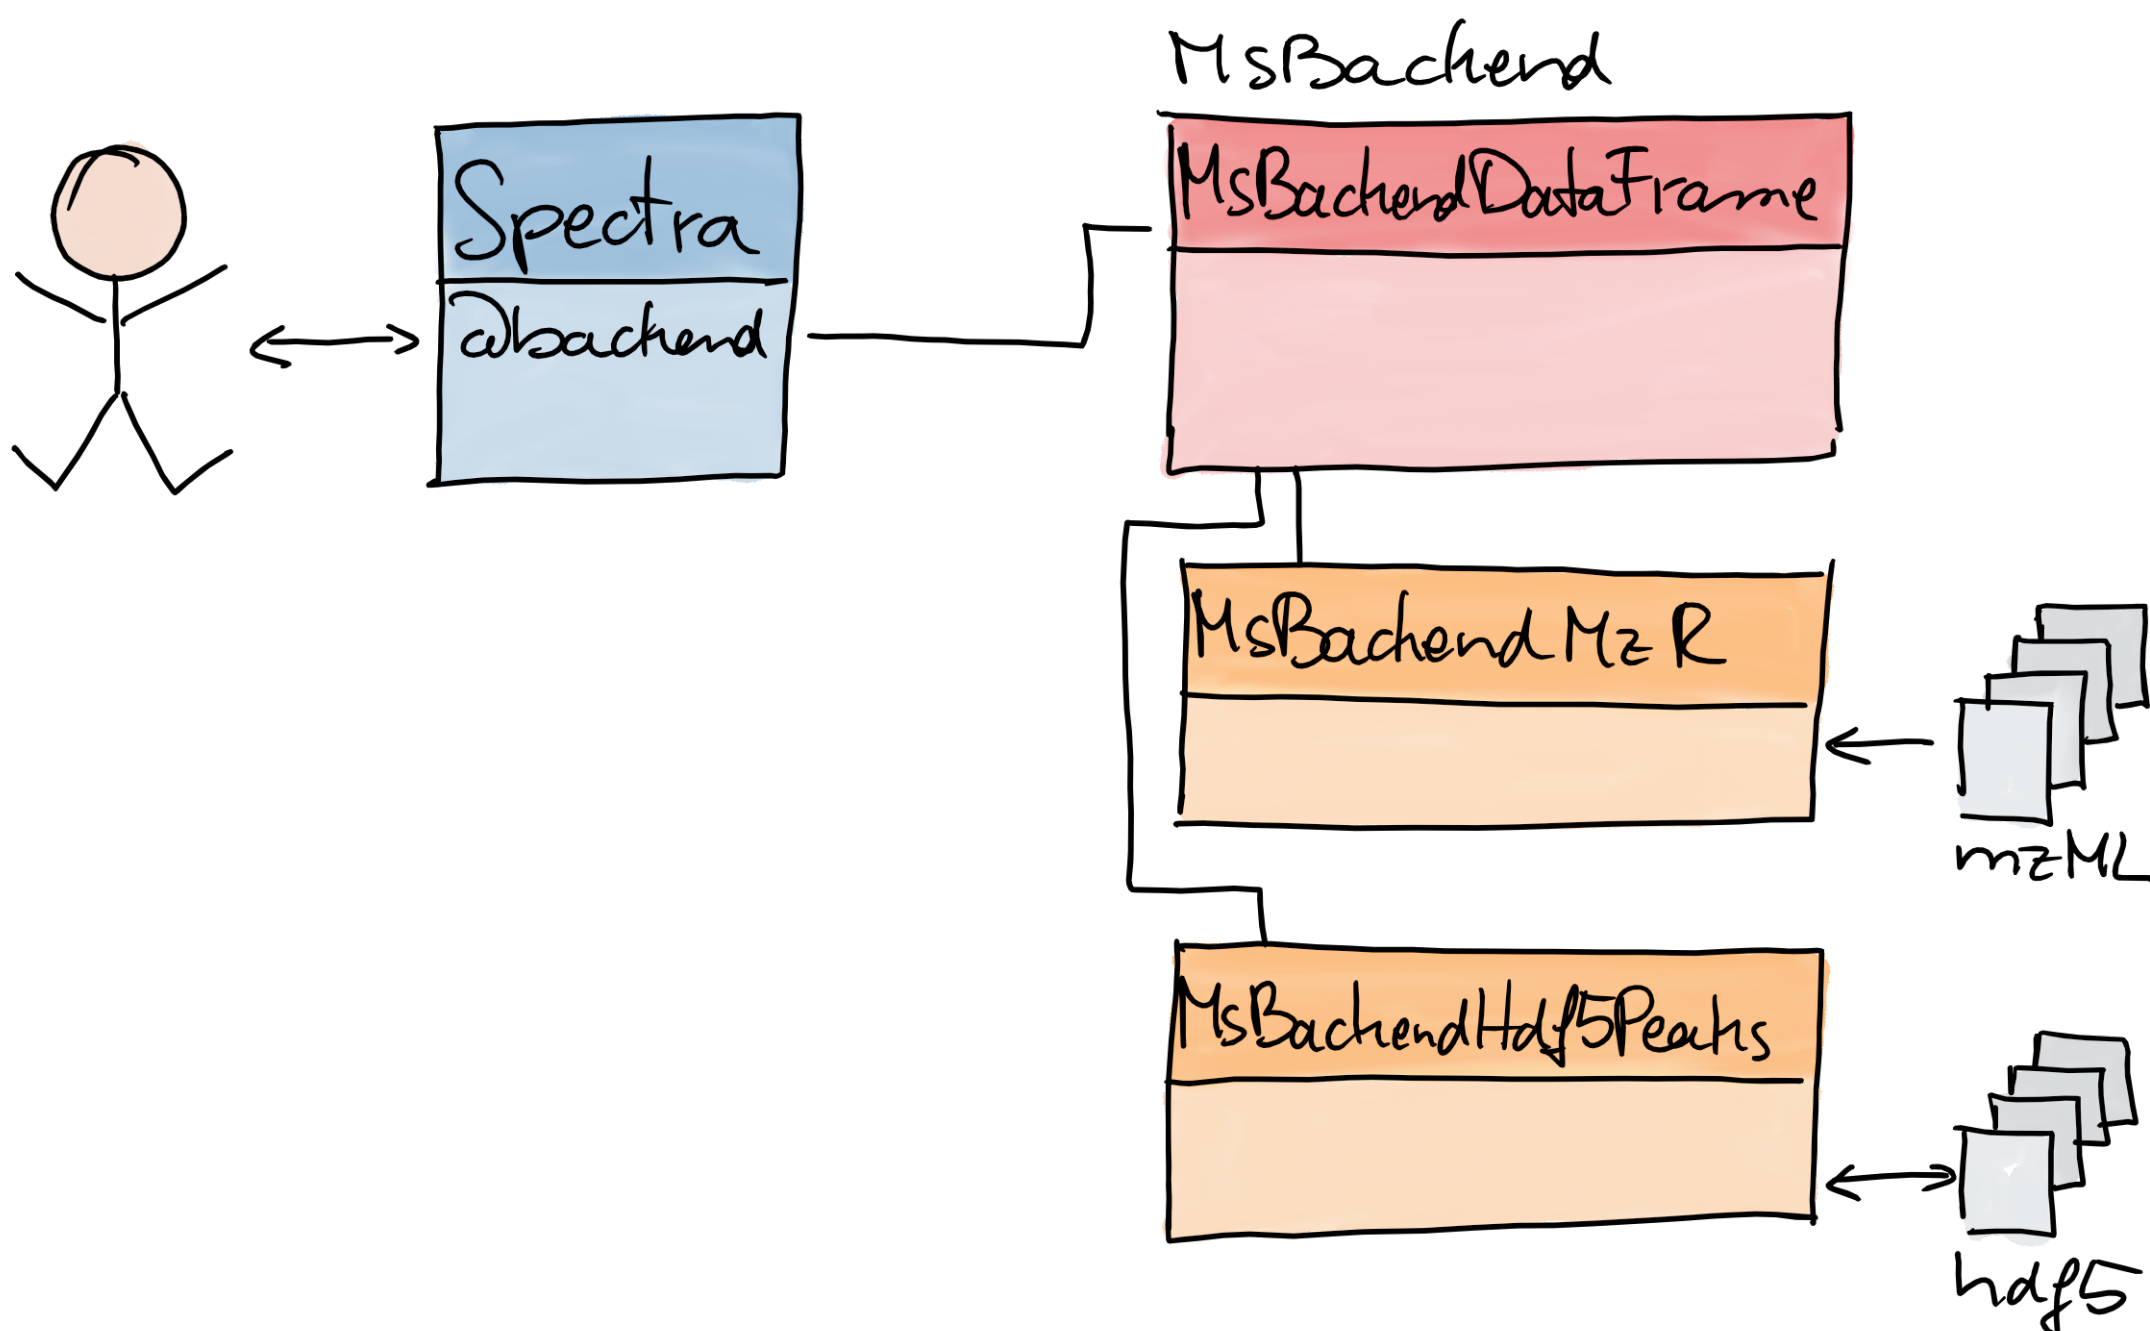 MsBackend
Spectra
@backend
MsBackendDataFrame
MsBackendMzR
mzML
MsBackendHdf5Peaks
hdf5